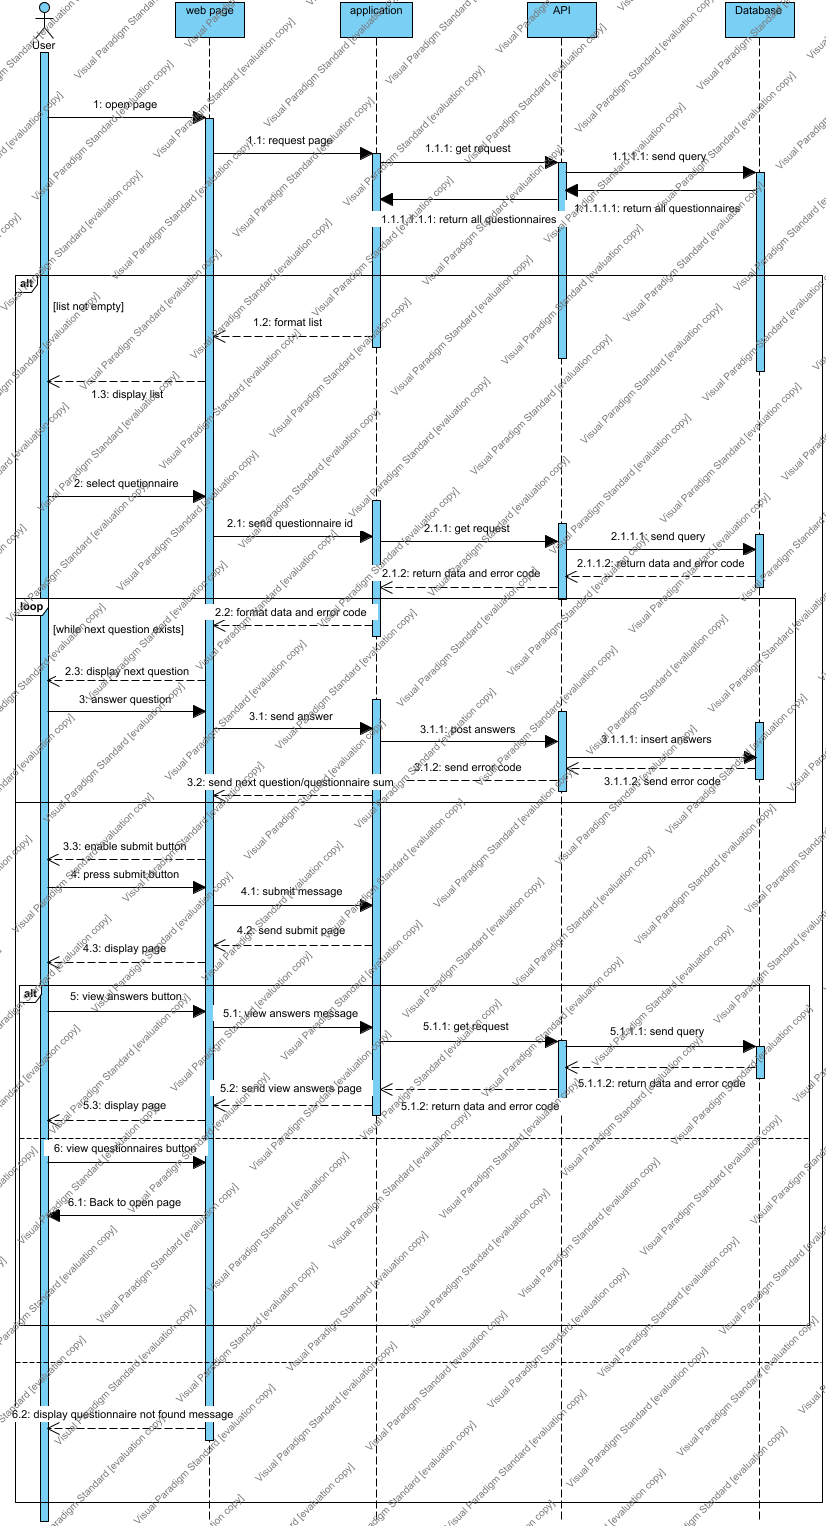 web page
application
API
Database
User
1: open page
1.1: request page
1.1.1: get request
1.1.1.1: send query
1.1.1.1.1: return all questionnaires
1.1.1.1.1.1: return all questionnaires
alt
[list not empty]
1.2: format list
1.3: display list
2: select quetionnaire
2.1: send questionnaire id
2.1.1: get request
2.1.1.1: send query
2.1.1.2: return data and error code
2.1.2: return data and error code
loop
2.2: format data and error code
[while next question exists]
2.3: display next question
3: answer question
3.1: send answer
3.1.1: post answers
3.1.1.1: insert answers
3.1.2: send error code
3.1.1.2: send error code
3.2: send next question/questionnaire sum
3.3: enable submit button
4: press submit button
4.1: submit message
4.2: send submit page
4.3: display page
alt
5: view answers button
5.1: view answers message
5.1.1: get request
5.1.1.1: send query
5.1.1.2: return data and error code
5.2: send view answers page
5.1.2: return data and error code
5.3: display page
6: view questionnaires button
6.1: Back to open page
6.2: display questionnaire not found message
Visual Paradigm Standard [evaluation copy]